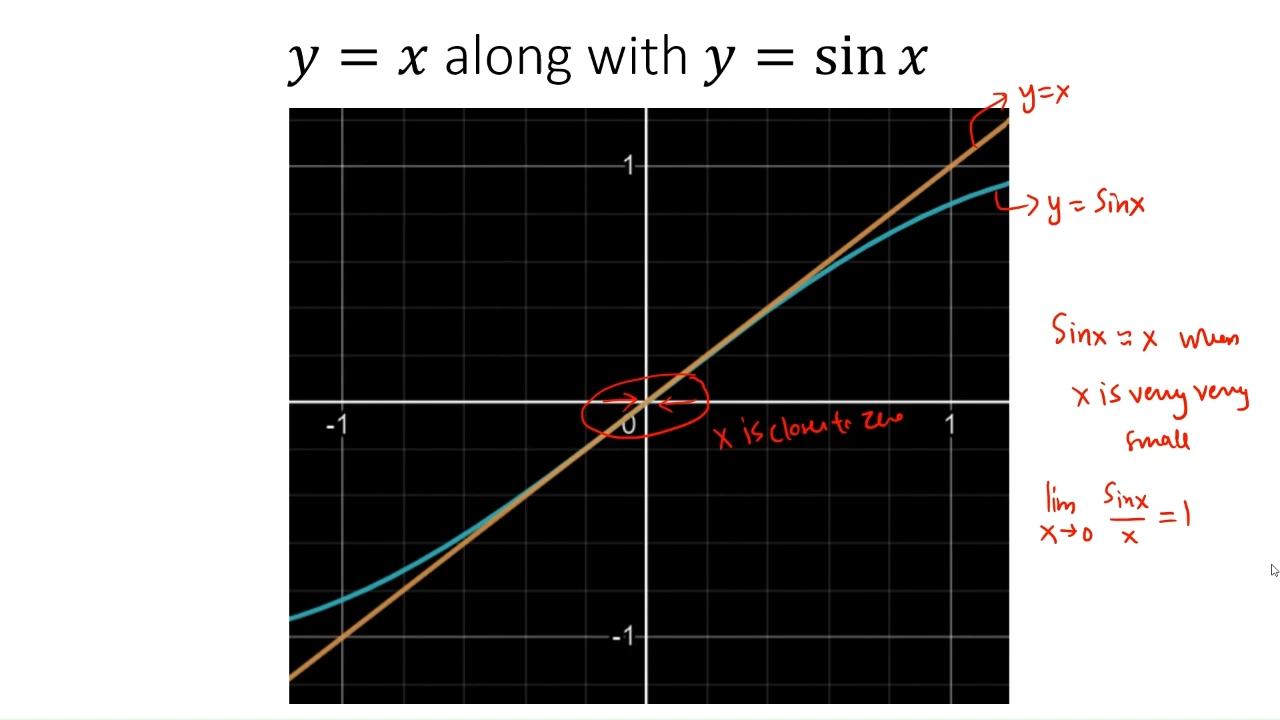 y = x along with y = sin x
y=x
1
y = Sinx
Sinx ≈ x when
x is very very
small
-1
0
1
x is closer to zero
lim x→0 Sinx/x = 1
-1